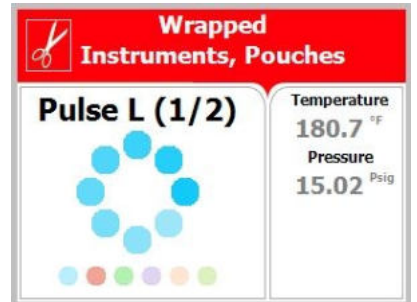 Wrapped
Instruments, Pouches
Pulse L (1/2)
Temperature
180.7 °F
Pressure
15.02 Psig